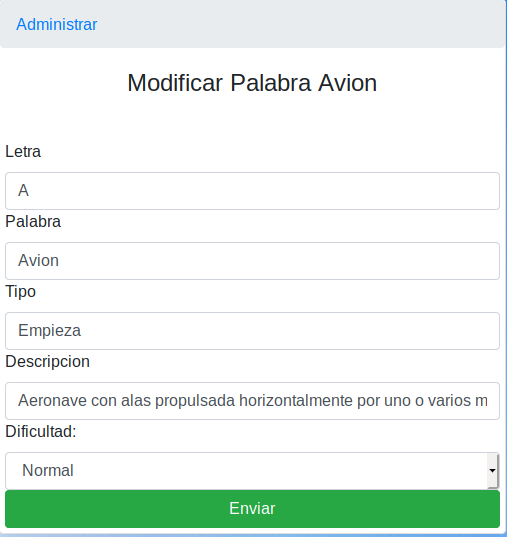 Administrar
Modificar Palabra Avion
Letra
A
Palabra
Avion
Tipo
Empieza
Descripcion
Aeronave con alas propulsada horizontalmente por uno o varios m
Dificultad:
Normal
Enviar